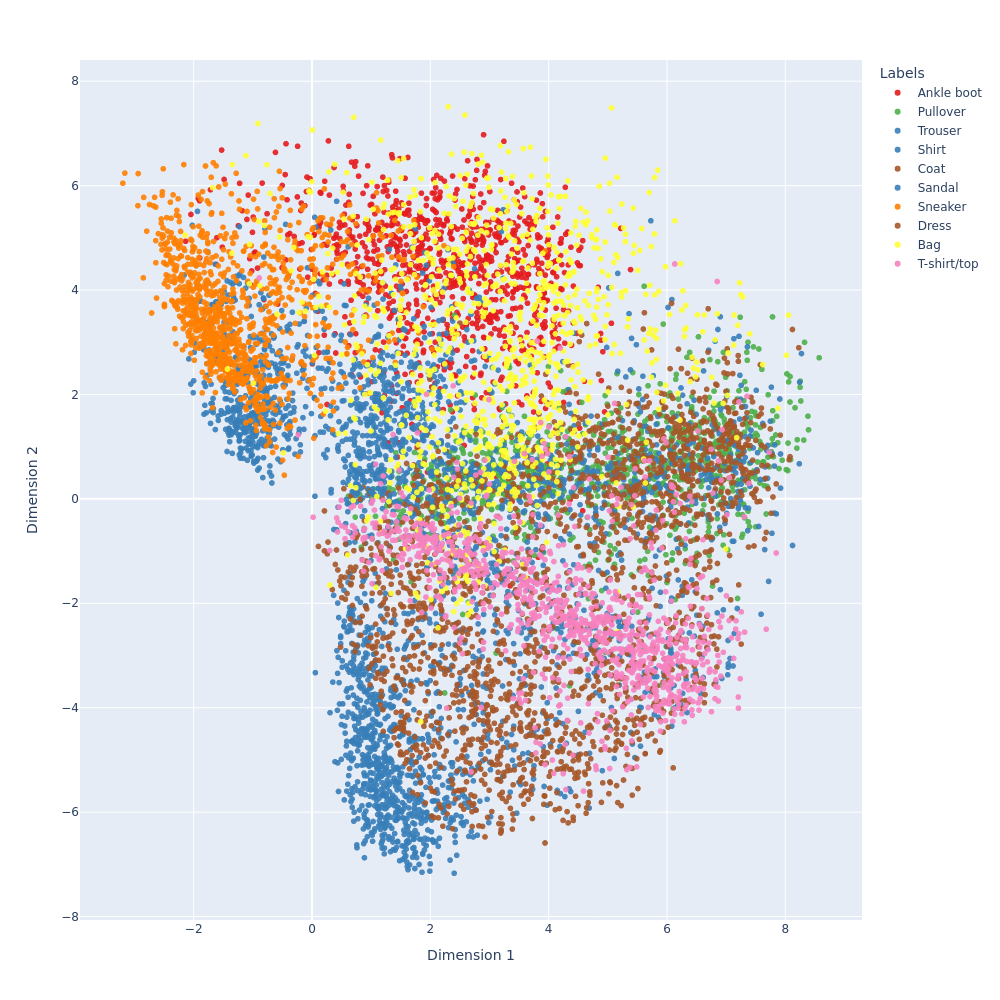 Labels
Ankle boot
Pullover
Trouser
Shirt
Coat
Sandal
Sneaker
Dress
Bag
T-shirt/top
8
6
4
2
0
−2
−4
−6
−8
Dimension 2
−2 0 2 4 6 8
Dimension 1